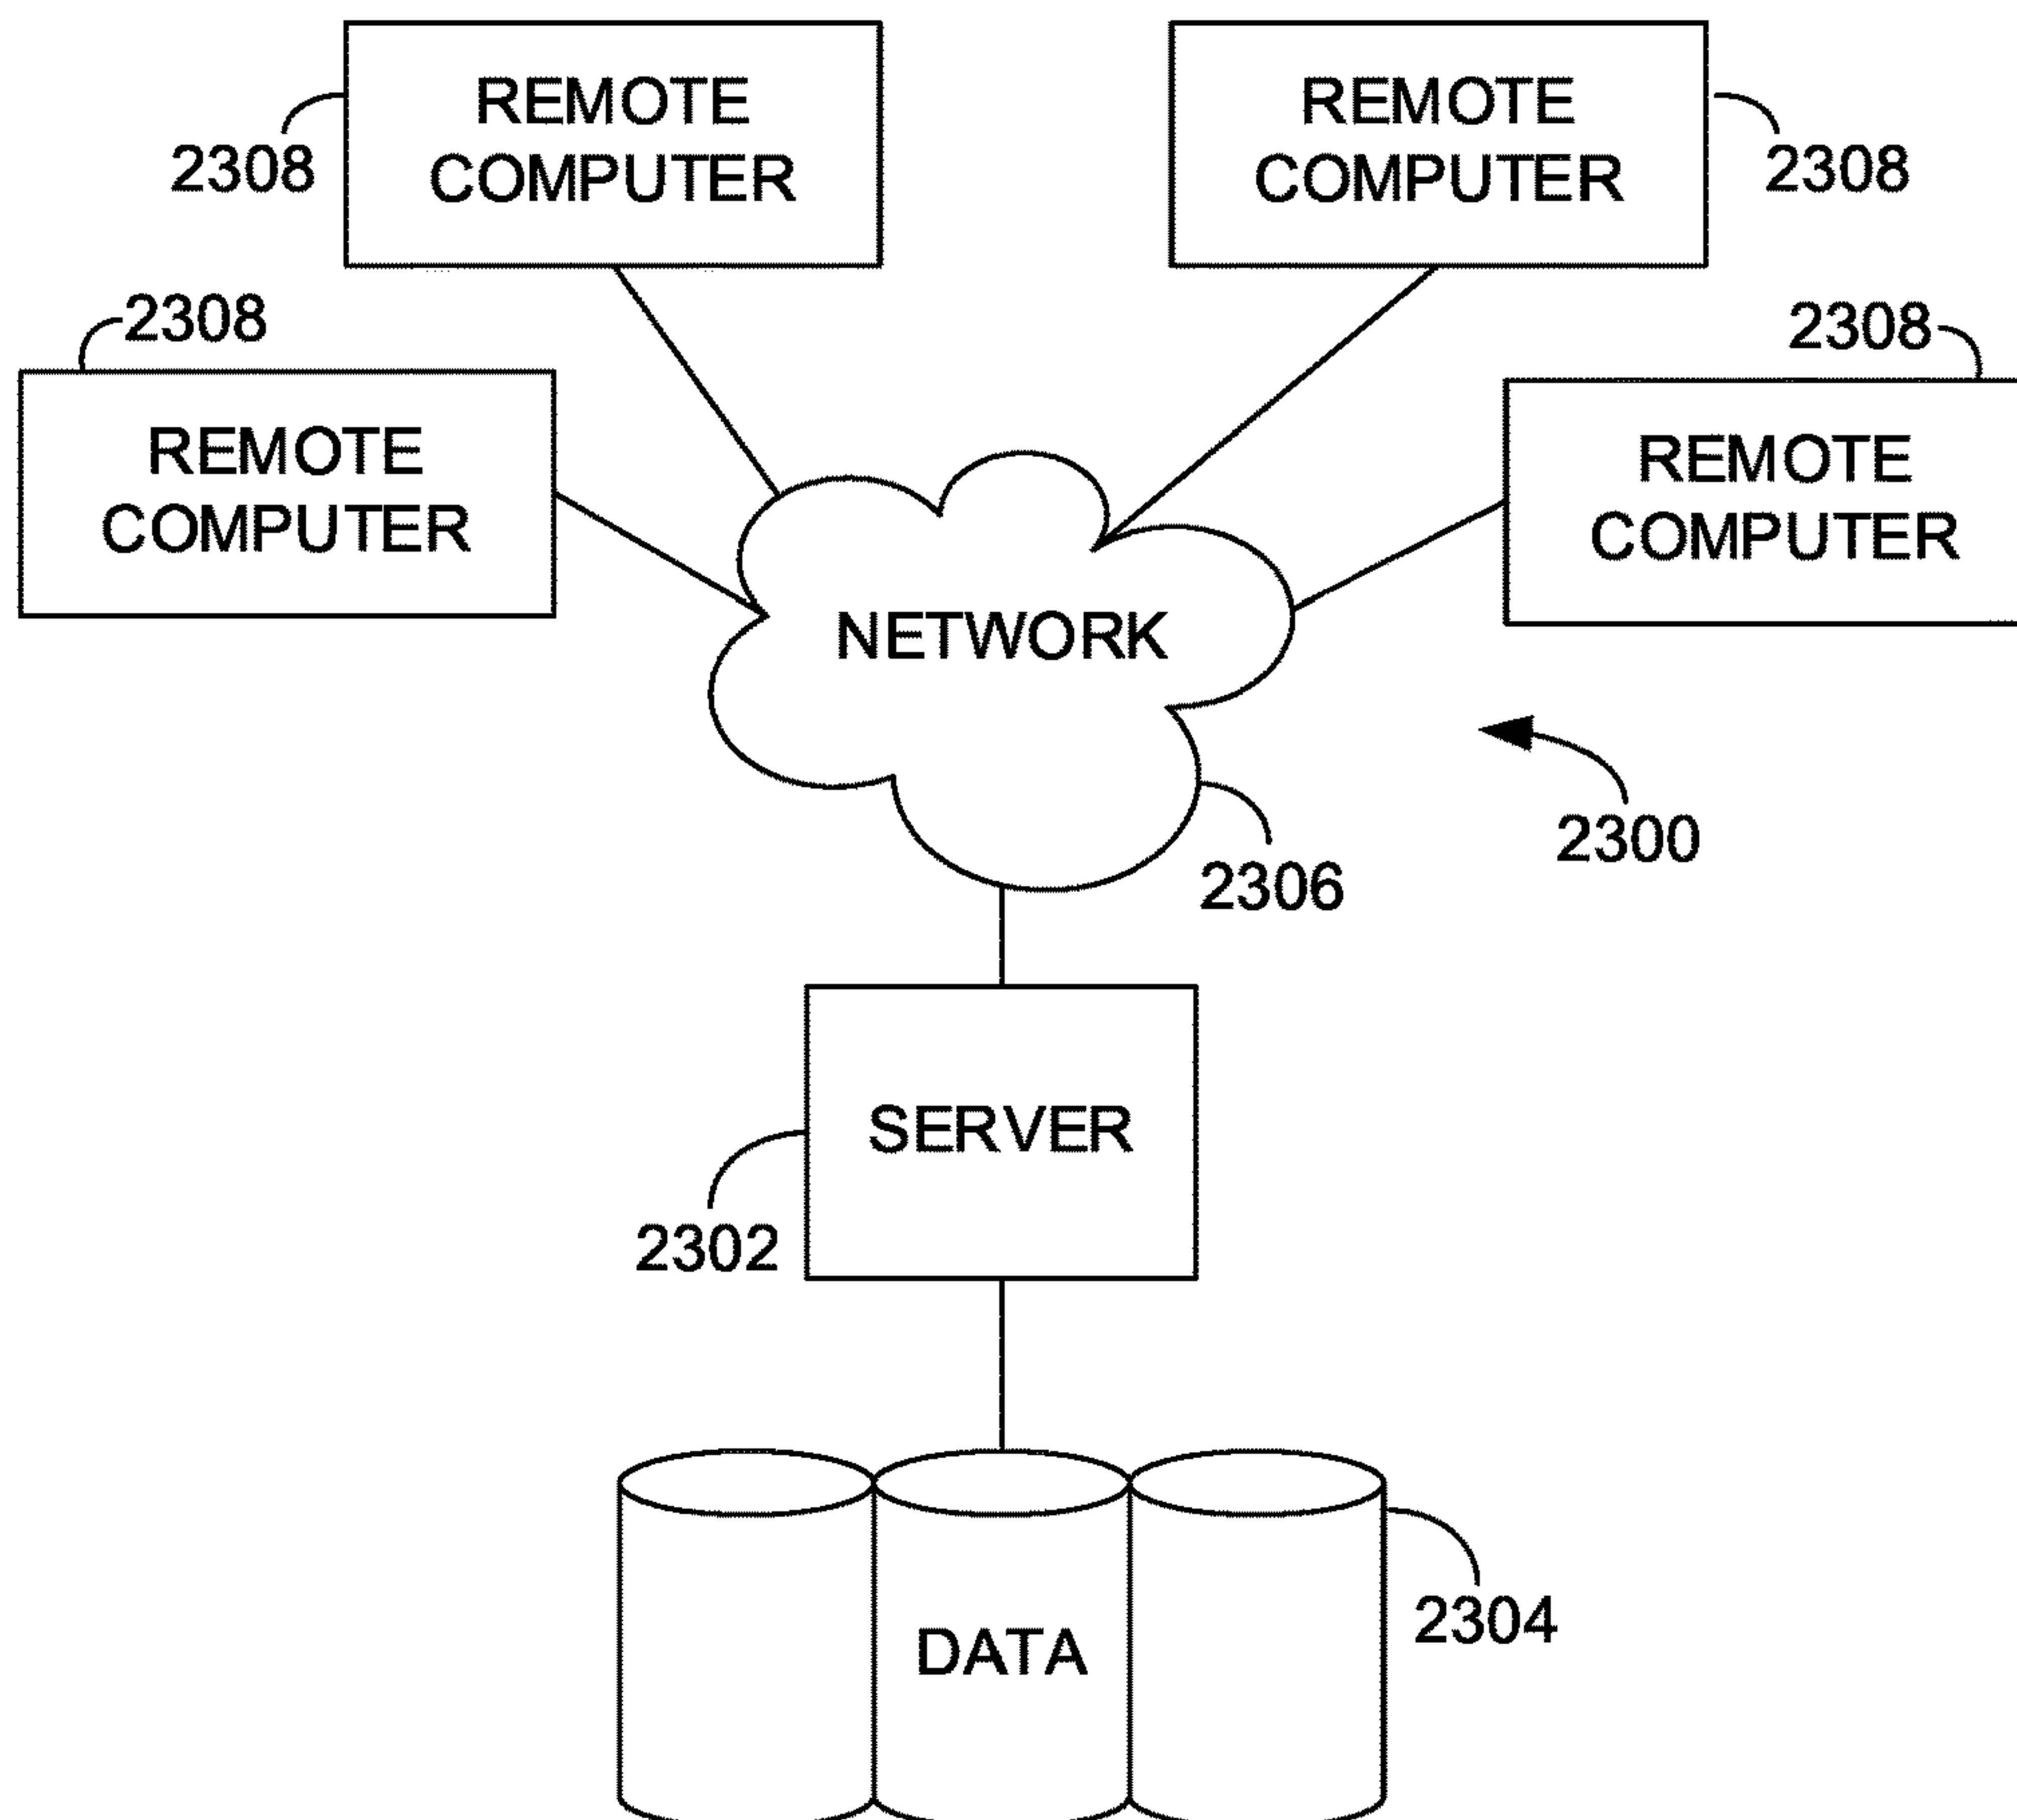 REMOTE
COMPUTER
2308
REMOTE
COMPUTER
2308
2308
REMOTE
COMPUTER
2308
REMOTE
COMPUTER
NETWORK
2300
2306
SERVER
2302
DATA
2304